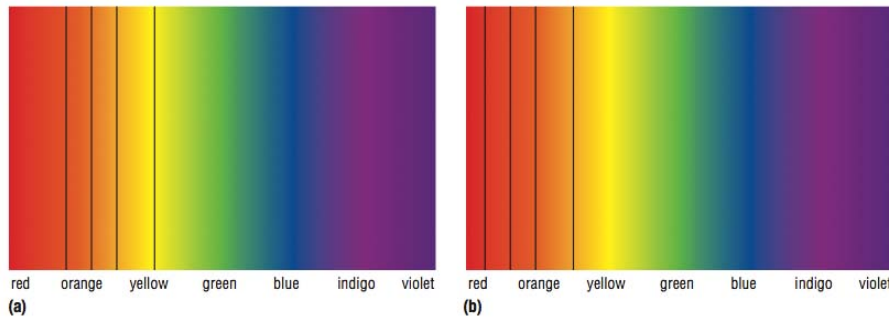 red orange yellow green blue indigo violet
(a)
red orange yellow green blue indigo violet
(b)